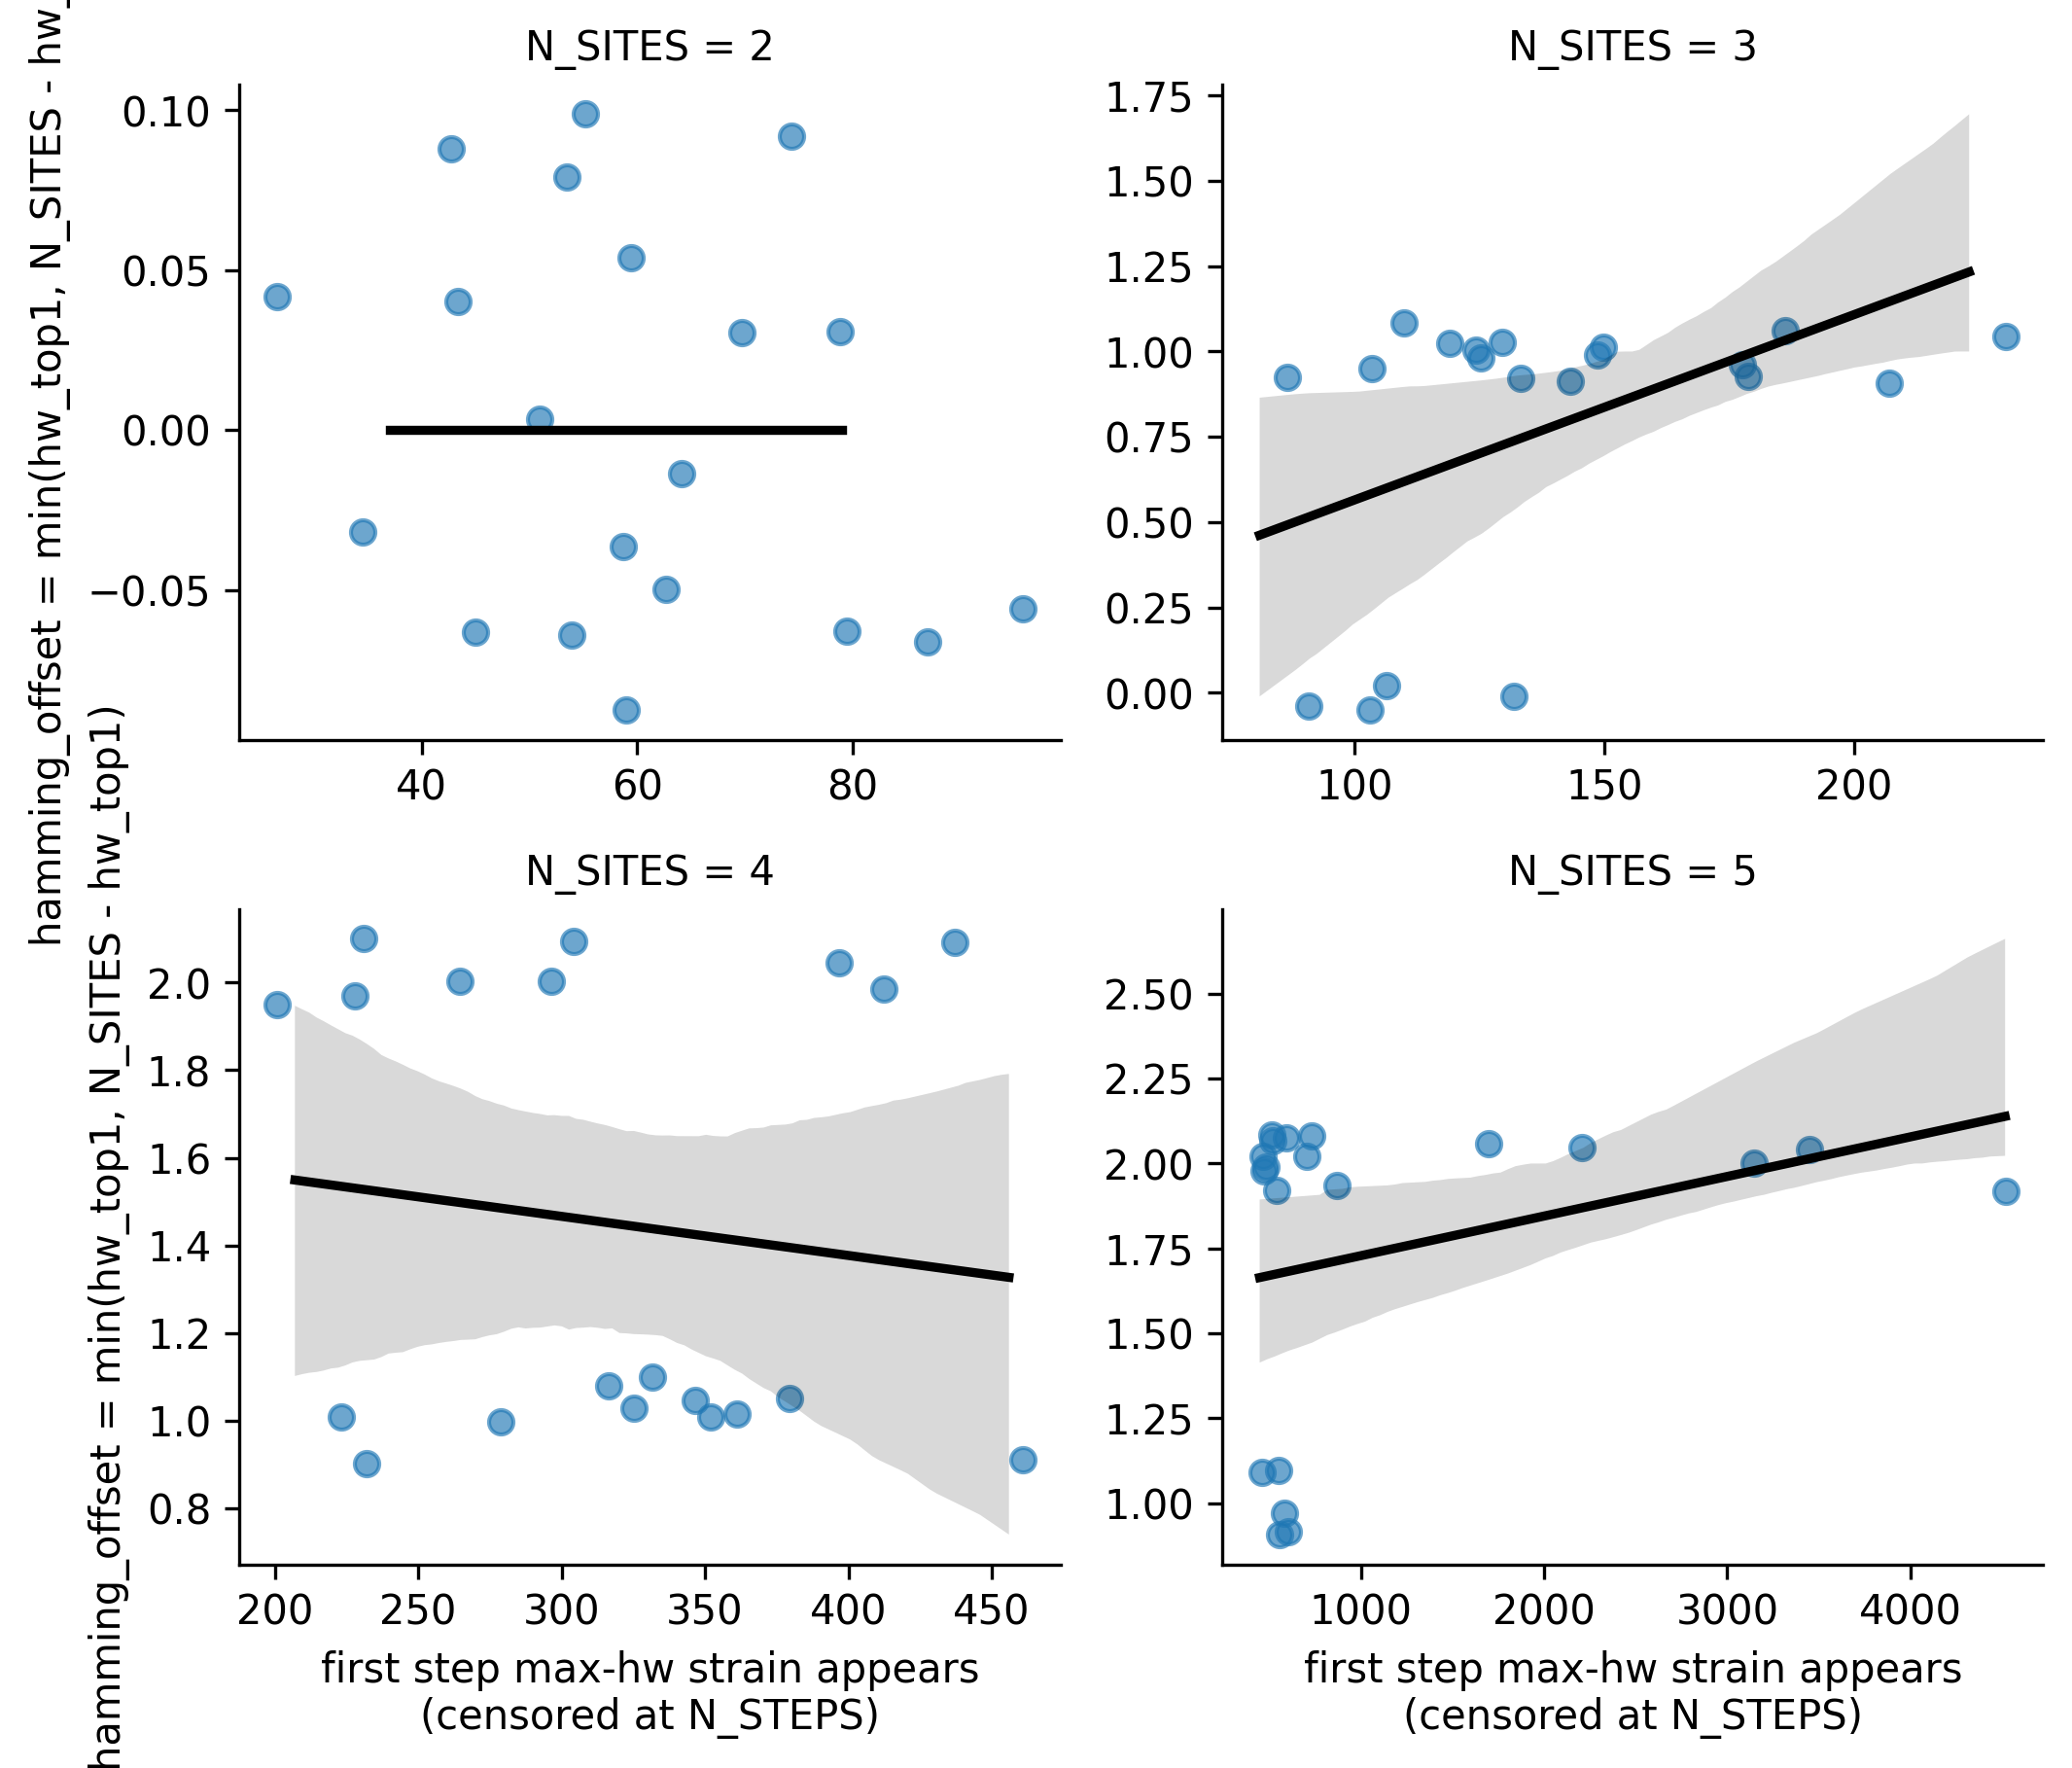 N_SITES = 2
hamming_offset = min(hw_top1, N_SITES - hw_
0.10
0.05
0.00
−0.05
40 60 80
N_SITES = 3
1.75
1.50
1.25
1.00
0.75
0.50
0.25
0.00
100 150 200
N_SITES = 4
hamming_offset = min(hw_top1, N_SITES - hw_top1)
2.0
1.8
1.6
1.4
1.2
1.0
0.8
200 250 300 350 400 450
first step max-hw strain appears
(censored at N_STEPS)
N_SITES = 5
2.50
2.25
2.00
1.75
1.50
1.25
1.00
1000 2000 3000 4000
first step max-hw strain appears
(censored at N_STEPS)